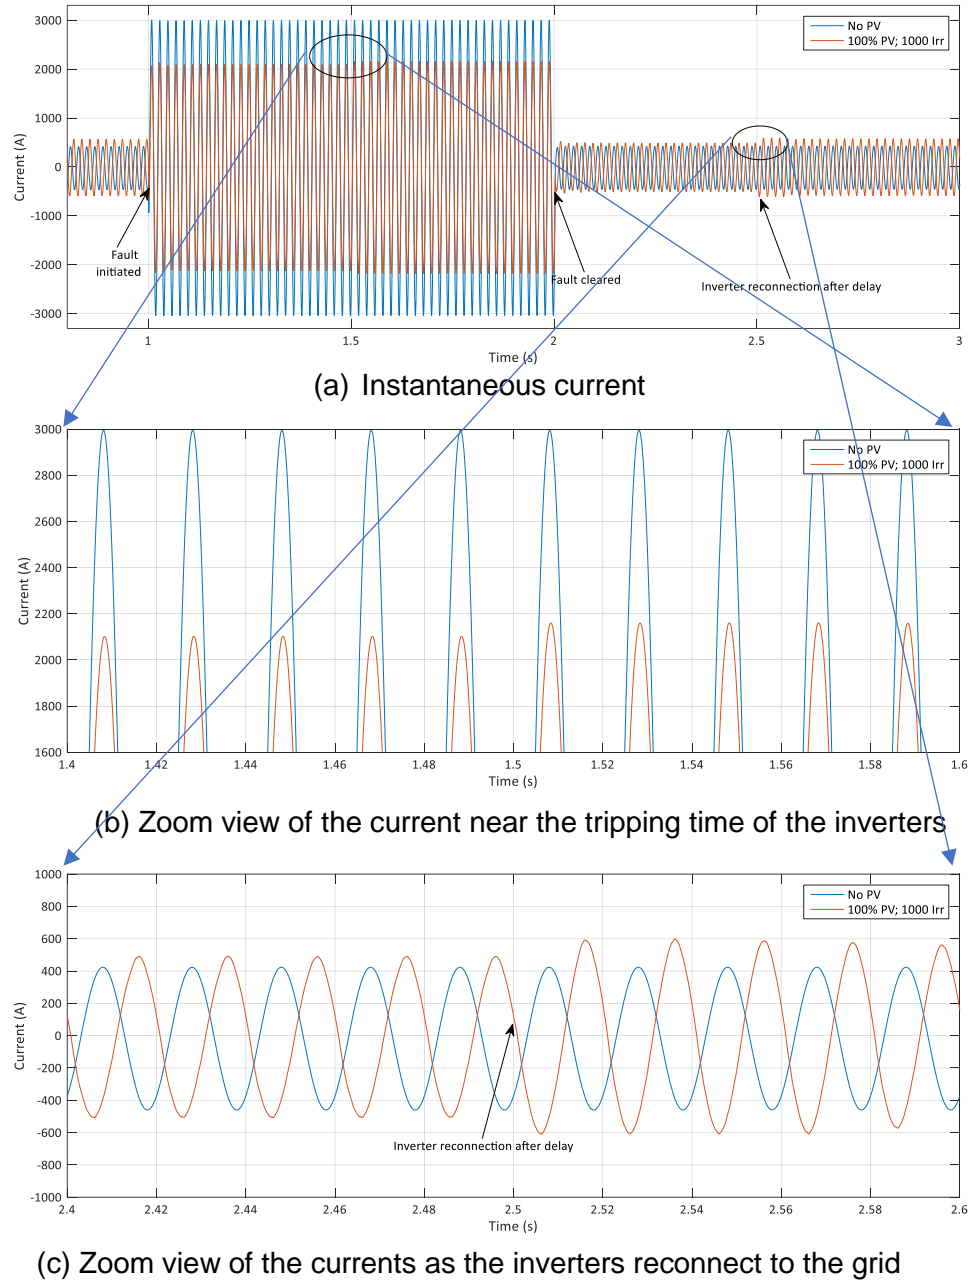 3000
2000
1000
0
-1000
-2000
-3000
Current (A)
No PV
100% PV; 1000 Irr
Fault
initiated
Fault cleared
Inverter reconnection after delay
1
1.5
2
2.5
3
Time (s)
(a) Instantaneous current
3000
2800
2600
2400
2200
2000
1800
1600
Current (A)
No PV
100% PV; 1000 Irr
1.4
1.42
1.44
1.46
1.48
1.5
1.52
1.54
1.56
1.58
1.6
Time (s)
(b) Zoom view of the current near the tripping time of the inverters
1000
800
600
400
200
0
-200
-400
-600
-800
-1000
Current (A)
No PV
100% PV; 1000 Irr
Inverter reconnection after delay
2.4
2.42
2.44
2.46
2.48
2.5
2.52
2.54
2.56
2.58
2.6
Time (s)
(c) Zoom view of the currents as the inverters reconnect to the grid